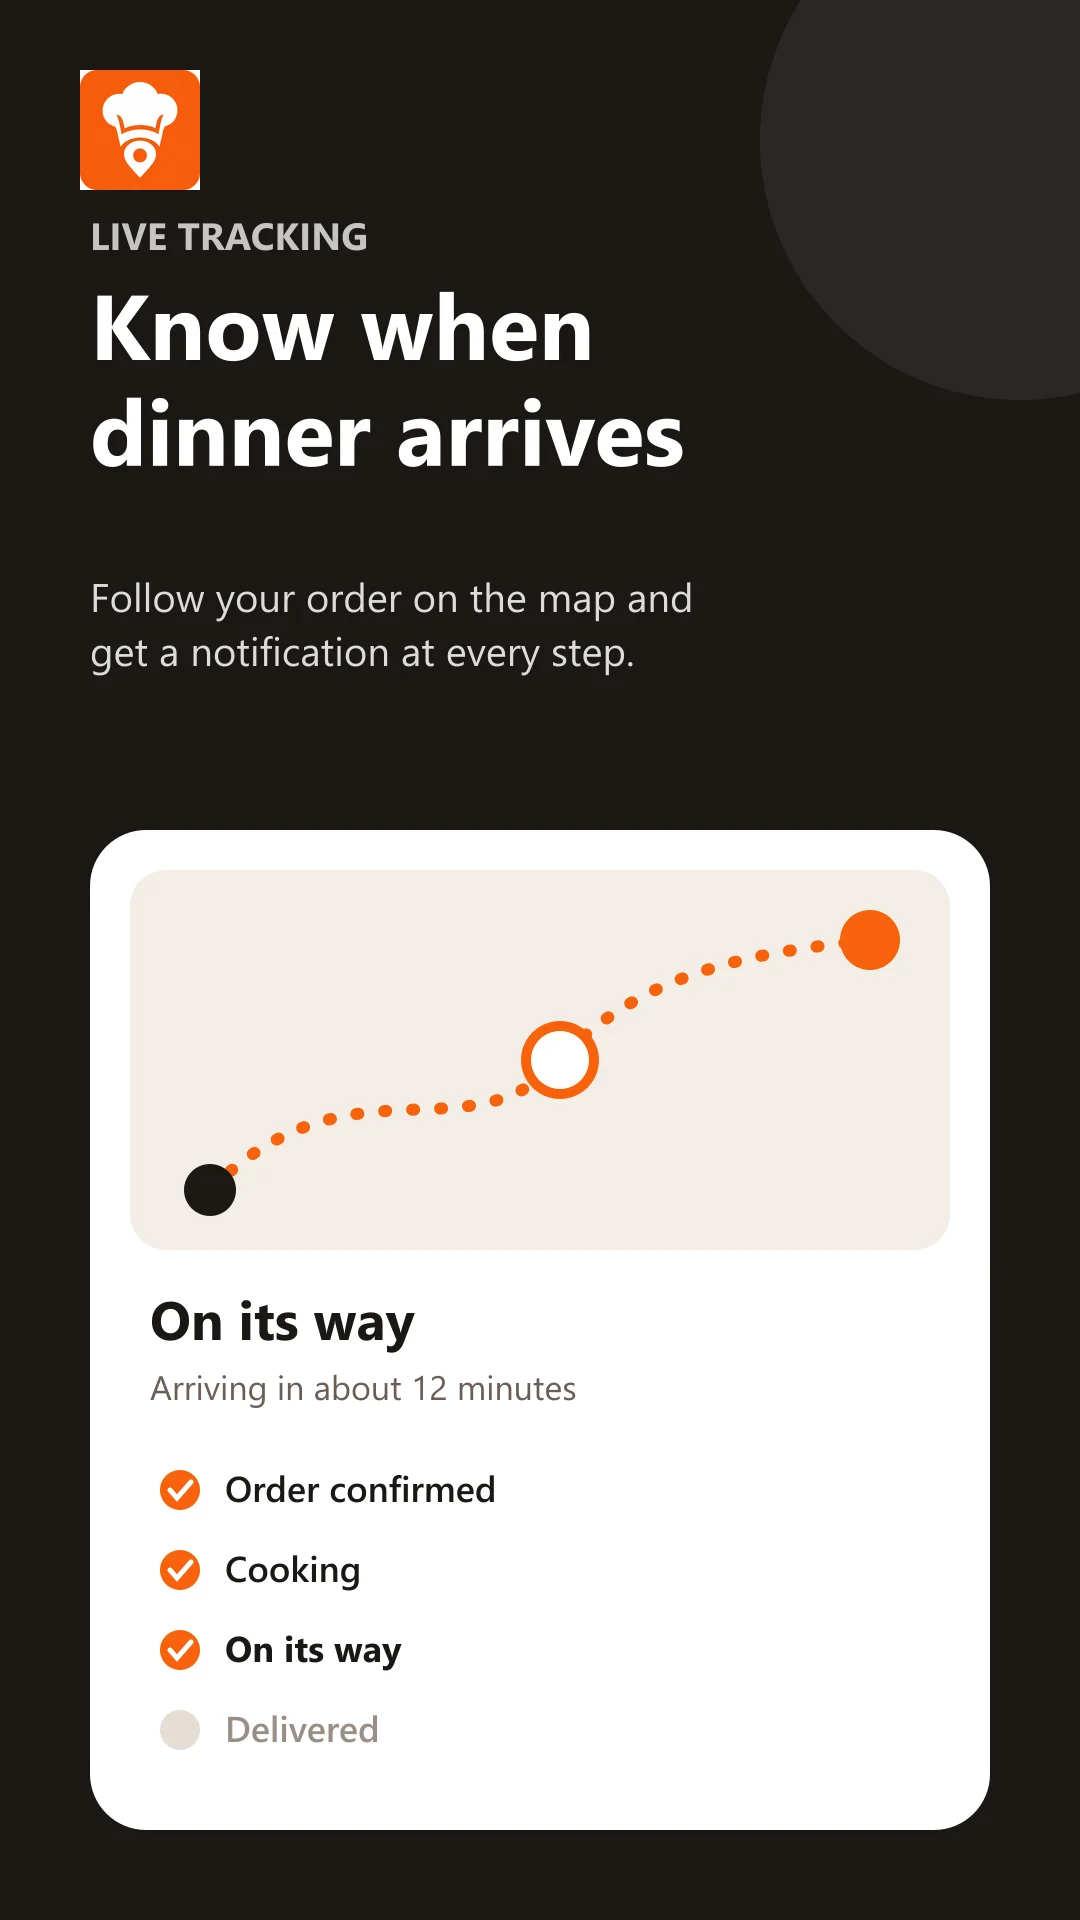 LIVE TRACKING
Know when
dinner arrives
Follow your order on the map and
get a notification at every step.
On its way
Arriving in about 12 minutes
Order confirmed
Cooking
On its way
Delivered